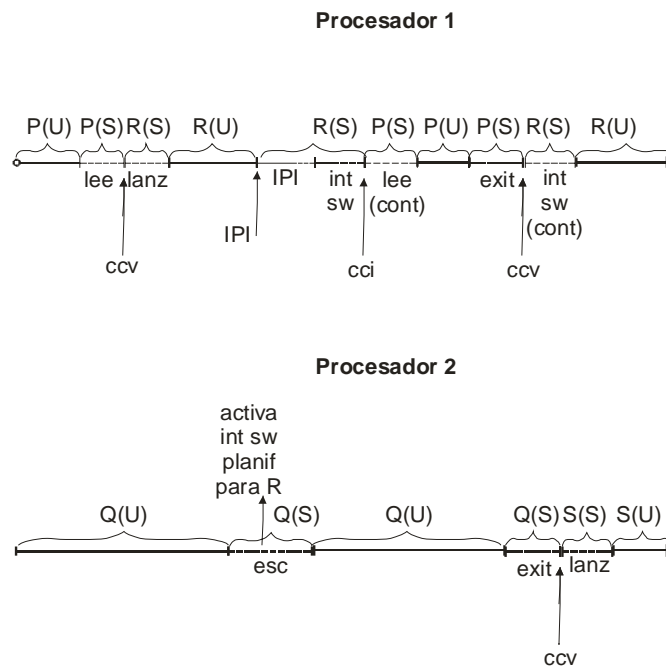 Procesador 1
P(U) P(S) R(S) R(U) R(S) P(S) P(U) P(S) R(S) R(U)
lee lanz IPI int lee exit int
sw (cont) sw
(cont)
IPI
ccv cci ccv
Procesador 2
activa
int sw
planif
para R
Q(U) Q(S) Q(U) Q(S) S(S) S(U)
esc exit lanz
ccv